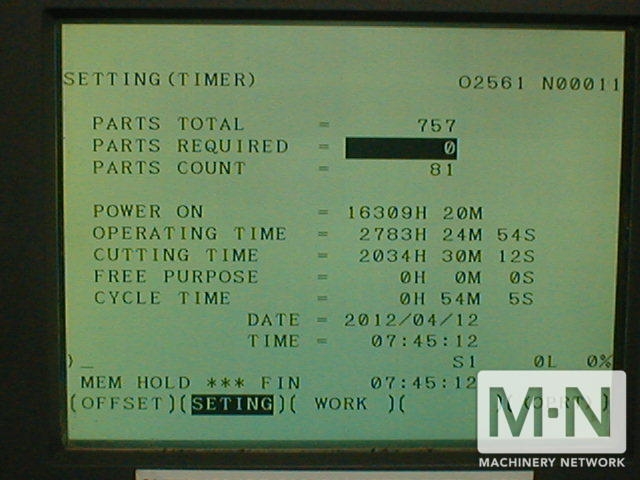 SETTING(TIMER) O2561 N00011
PARTS TOTAL = 757
PARTS REQUIRED = 0
PARTS COUNT = 81
POWER ON = 16309H 20M
OPERATING TIME = 2783H 24M 54S
CUTTING TIME = 2034H 30M 12S
FREE PURPOSE = 0H 0M 0S
CYCLE TIME = 0H 54M 5S
DATE = 2012/04/12
TIME = 07:45:12
)_ S1 0L 0%
MEM HOLD *** FIN 07:45:12
(OFFSET)(SETING)( WORK )( )( (OPRT) )
M·N
MACHINERY NETWORK